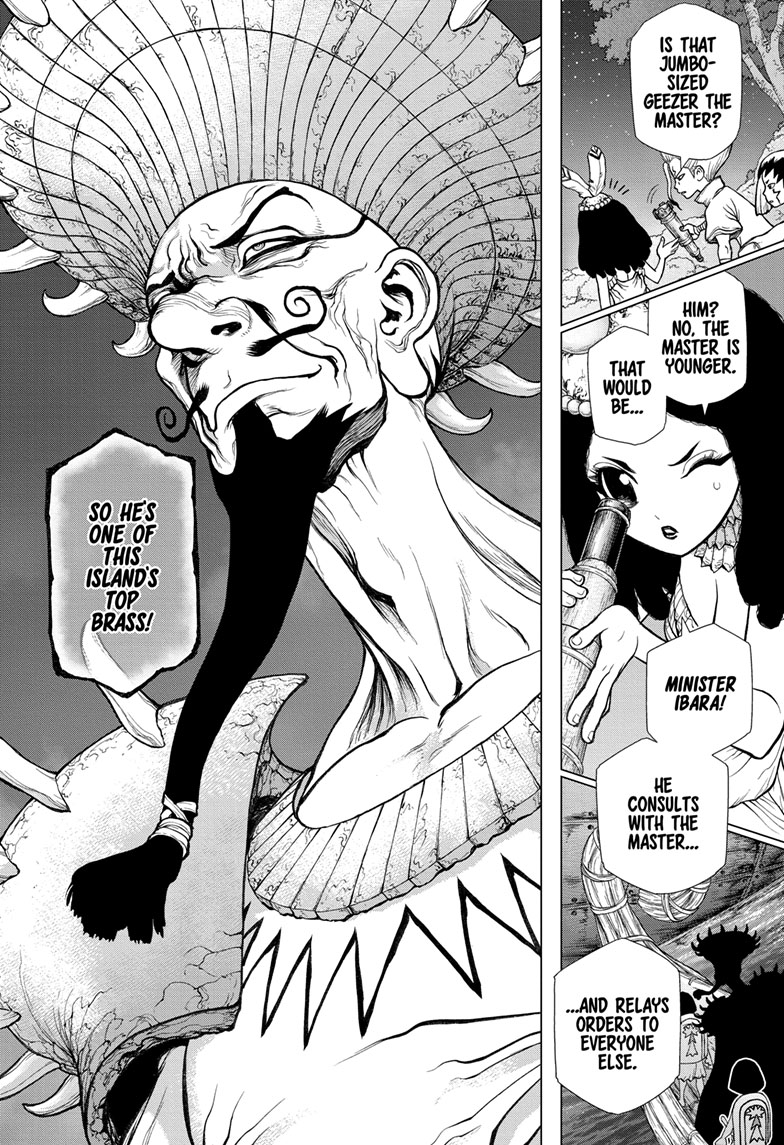 IS THAT
JUMBO-
SIZED
GEEZER THE
MASTER?
HIM?
NO, THE
MASTER IS
YOUNGER.
THAT
WOULD
BE...
MINISTER
IBARA!
HE
CONSULTS
WITH THE
MASTER...
...AND RELAYS
ORDERS TO
EVERYONE
ELSE.
SO HE'S
ONE OF
THIS
ISLAND'S
TOP
BRASS!